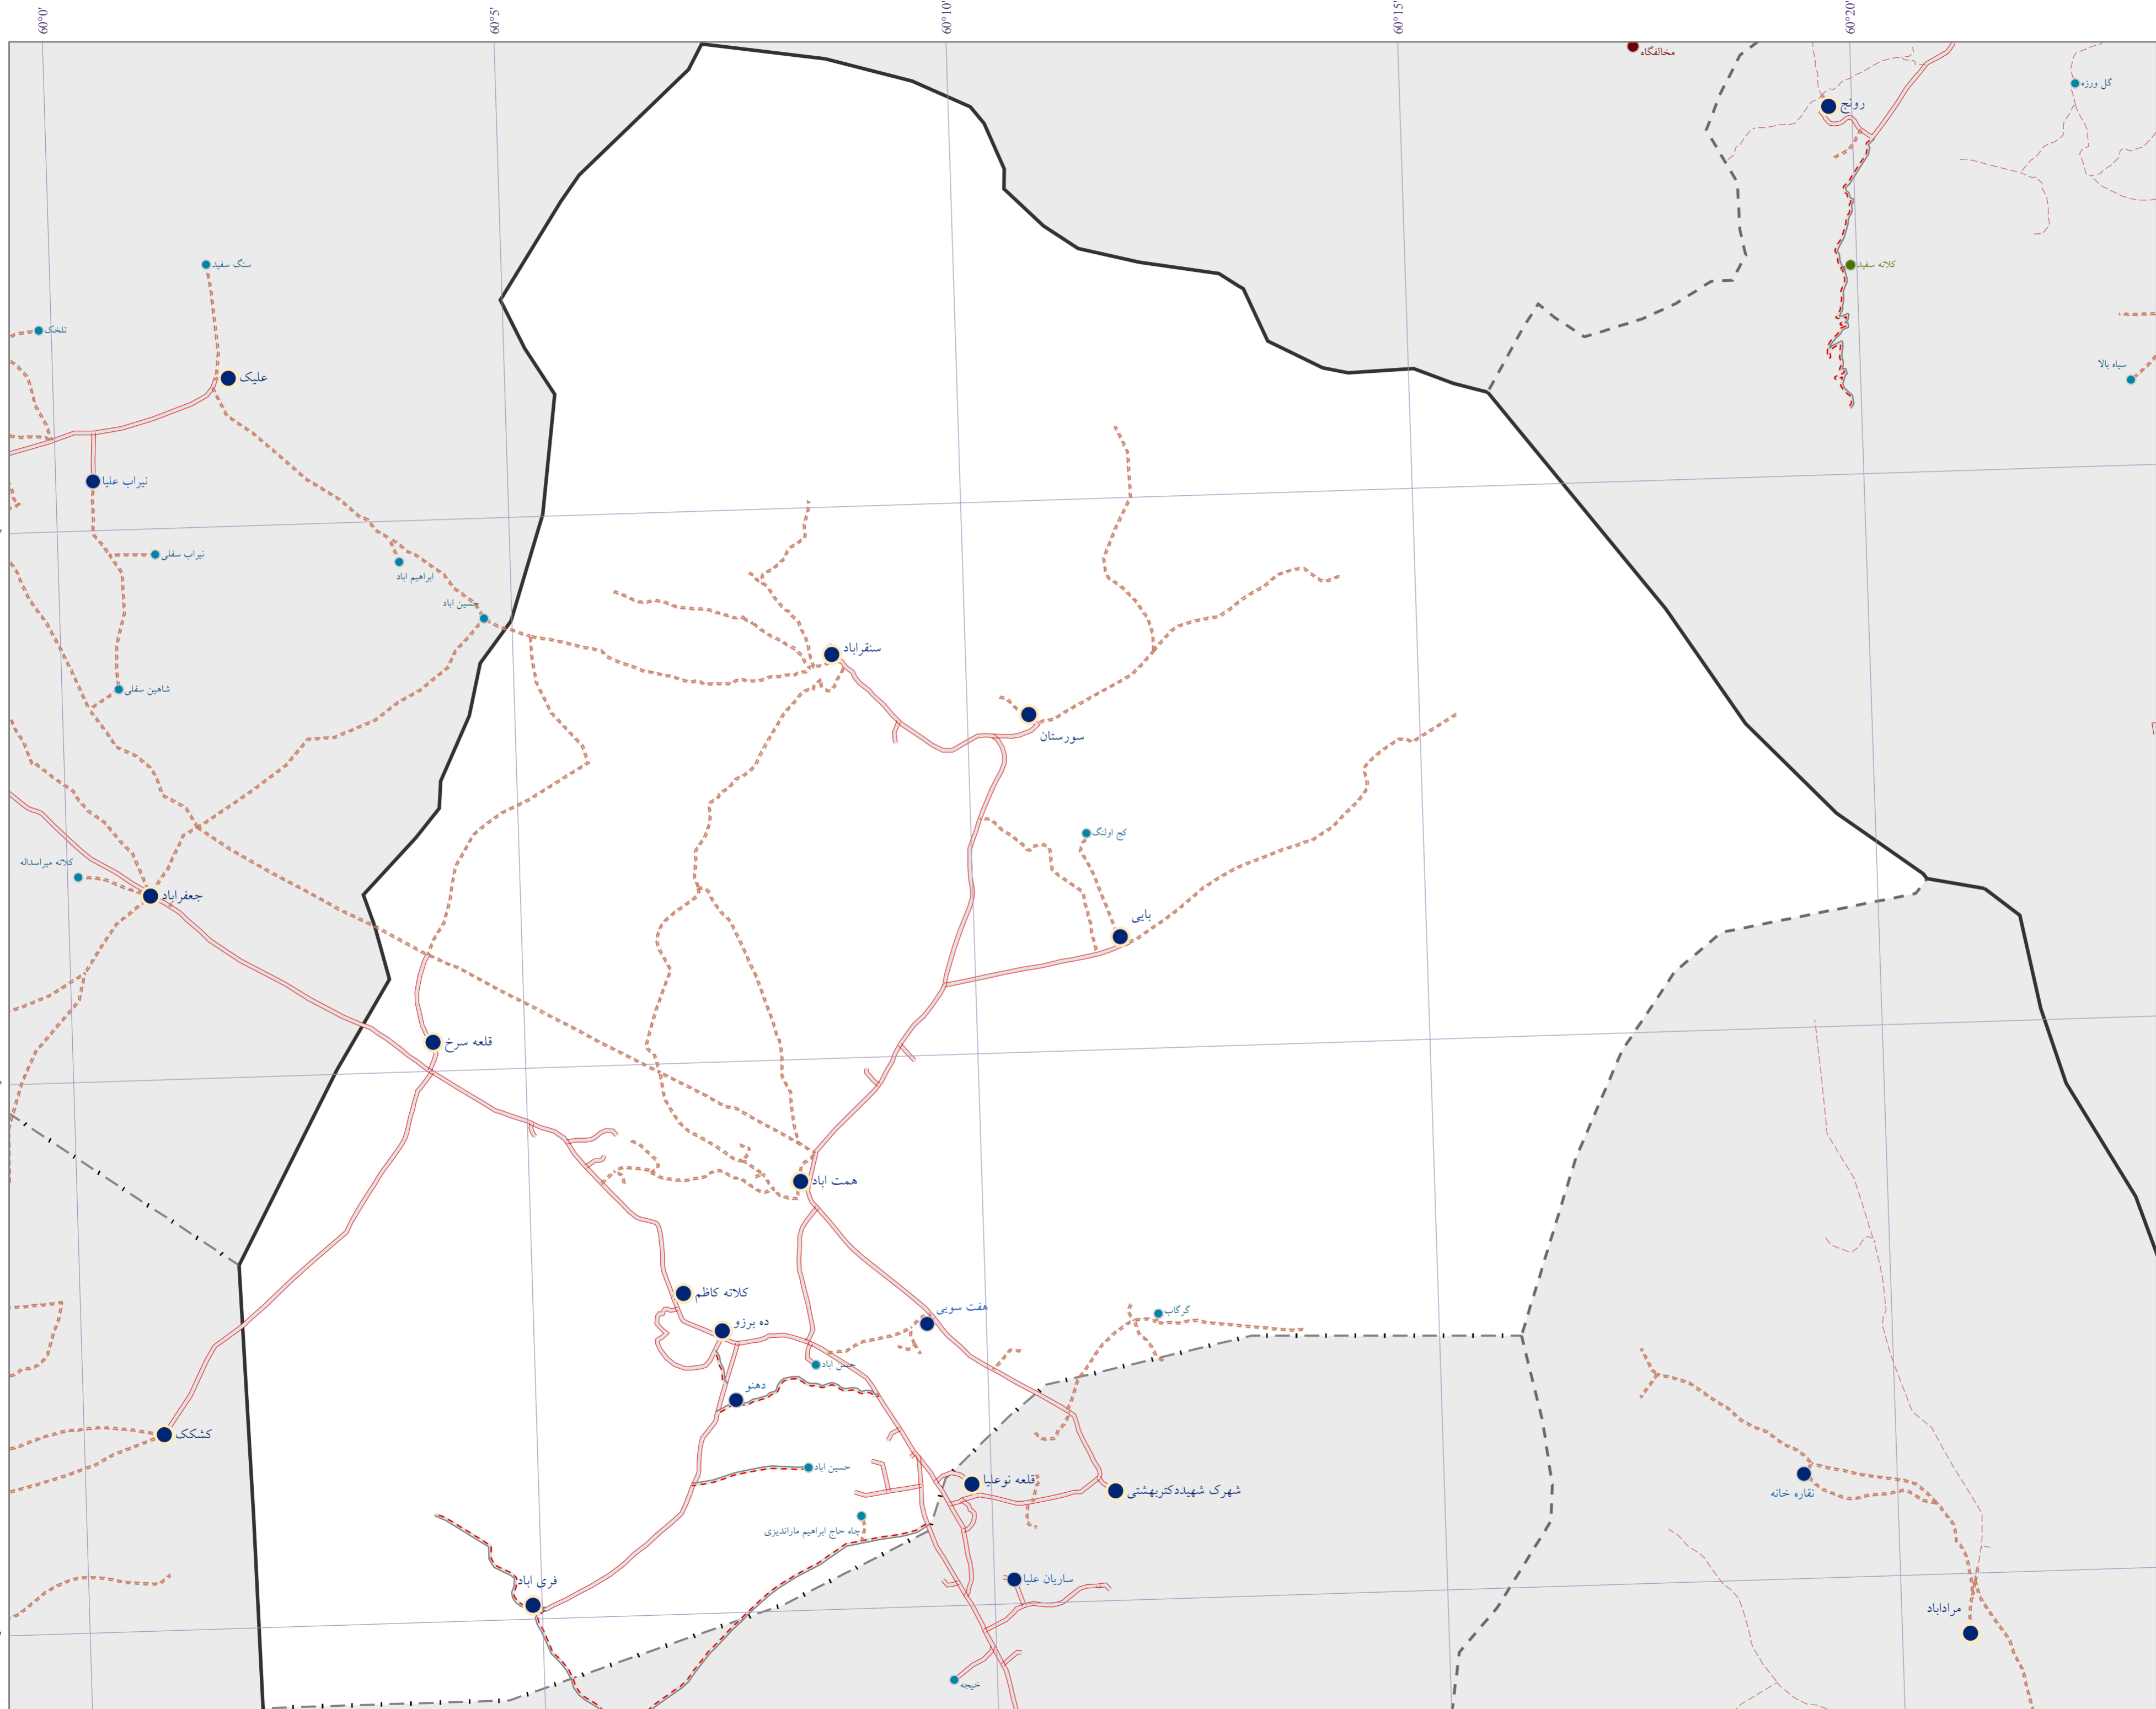 60°0'
60°5'
60°10'
60°15'
60°20'
مخالفگاه
رونج
گل ورزه
سنگ سفید
کلاته سفید
تلخک
علیک
سیاه بالا
نیراب علیا
نیراب سفلی
ابراهیم اباد
حسین اباد
سنقراباد
شاهین سفلی
سورستان
کج اولنگ
کلاته میراسداله
جعفراباد
بایی
قلعه سرخ
همت اباد
کلاته کاظم
هفت سویی
گرگاب
ده برزو
حسن اباد
دهنو
کشکک
حسین اباد
قلعه نوعلیا
شهرک شهیددکتربهشتی
نقاره خانه
چاه حاج ابراهیم ماراندیزی
ساریان علیا
فری اباد
مراداباد
خیجه